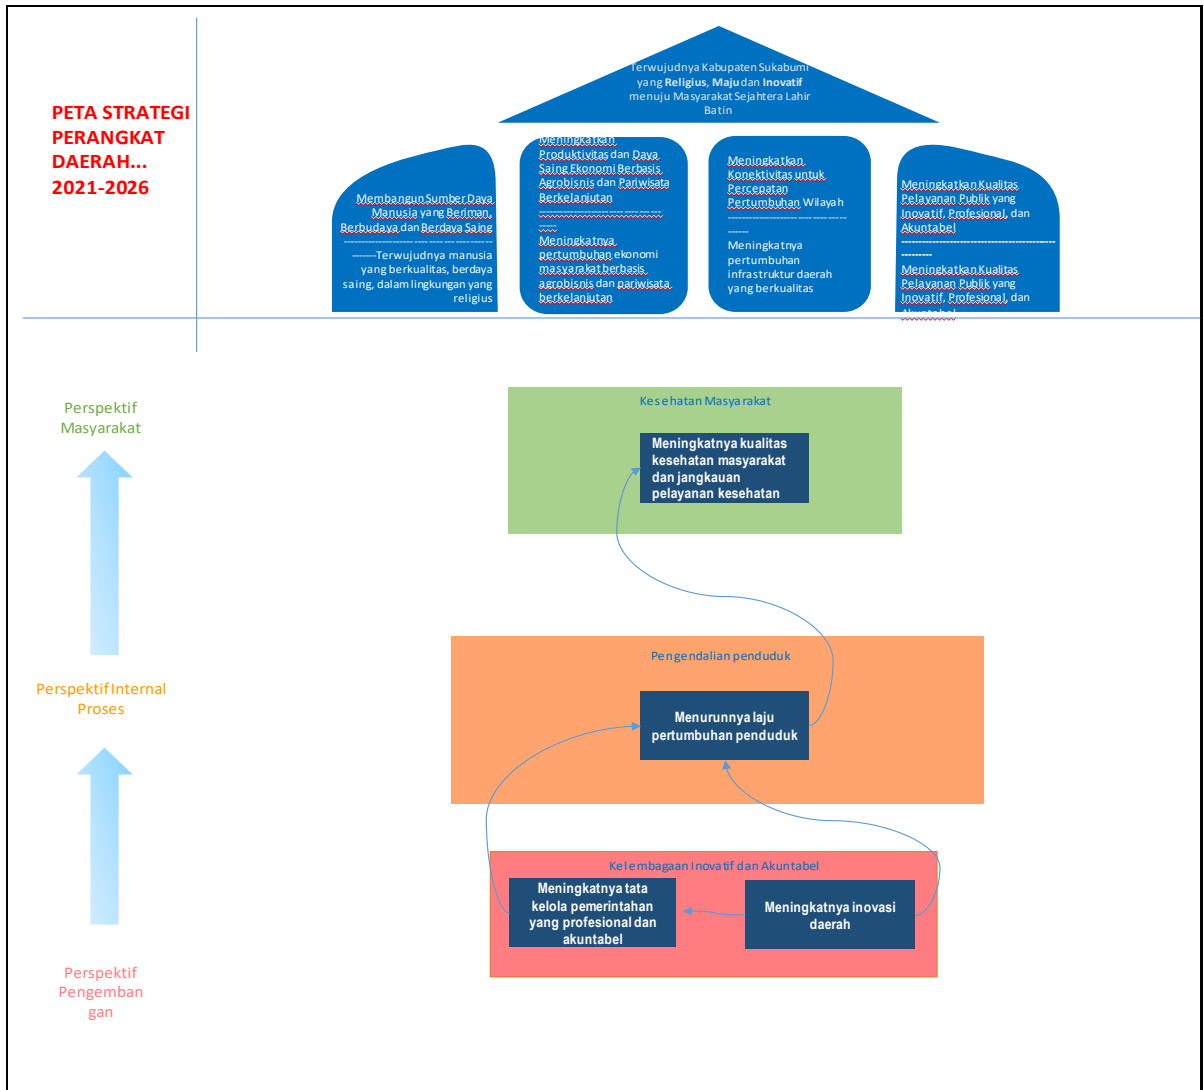 PETA STRATEGI
PERANGKAT
DAERAH...
2021-2026
Terwujudnya Kabupaten Sukabumi
yang Religius, Maju dan Inovatif
menuju Masyarakat Sejahtera Lahir
Batin
Membangun Sumber Daya
Manusia yang Beriman,
Berbudaya dan Berdaya Saing
--------------------------------------
-------Terwujudnya manusia
yang berkualitas, berdaya
saing, dalam lingkungan yang
religius
Meningkatkan
Produktivitas dan Daya
Saing Ekonomi Berbasis
Agrobisnis dan Pariwisata
Berkelanjutan
--------------------------------
-----
Meningkatnya
pertumbuhan ekonomi
masyarakat berbasis
agrobisnis dan pariwisata
berkelanjutan
Meningkatkan
Konektivitas untuk
Percepatan
Pertumbuhan Wilayah
-------------------------------
------
Meningkatnya
pertumbuhan
infrastruktur daerah
yang berkualitas
Meningkatkan Kualitas
Pelayanan Publik yang
Inovatif, Profesional, dan
Akuntabel
----------------------------------------
---------
Meningkatkan Kualitas
Pelayanan Publik yang
Inovatif, Profesional, dan
Akuntabel
Perspektif
Masyarakat
Kesehatan Masyarakat
Meningkatnya kualitas
kesehatan masyarakat
dan jangkauan
pelayanan kesehatan
Perspektif Internal
Proses
Pengendalian penduduk
Menurunnya laju
pertumbuhan penduduk
Perspektif
Pengemban
gan
Kelembagaan Inovatif dan Akuntabel
Meningkatnya tata
kelola pemerintahan
yang profesional dan
akuntabel
Meningkatnya inovasi
daerah